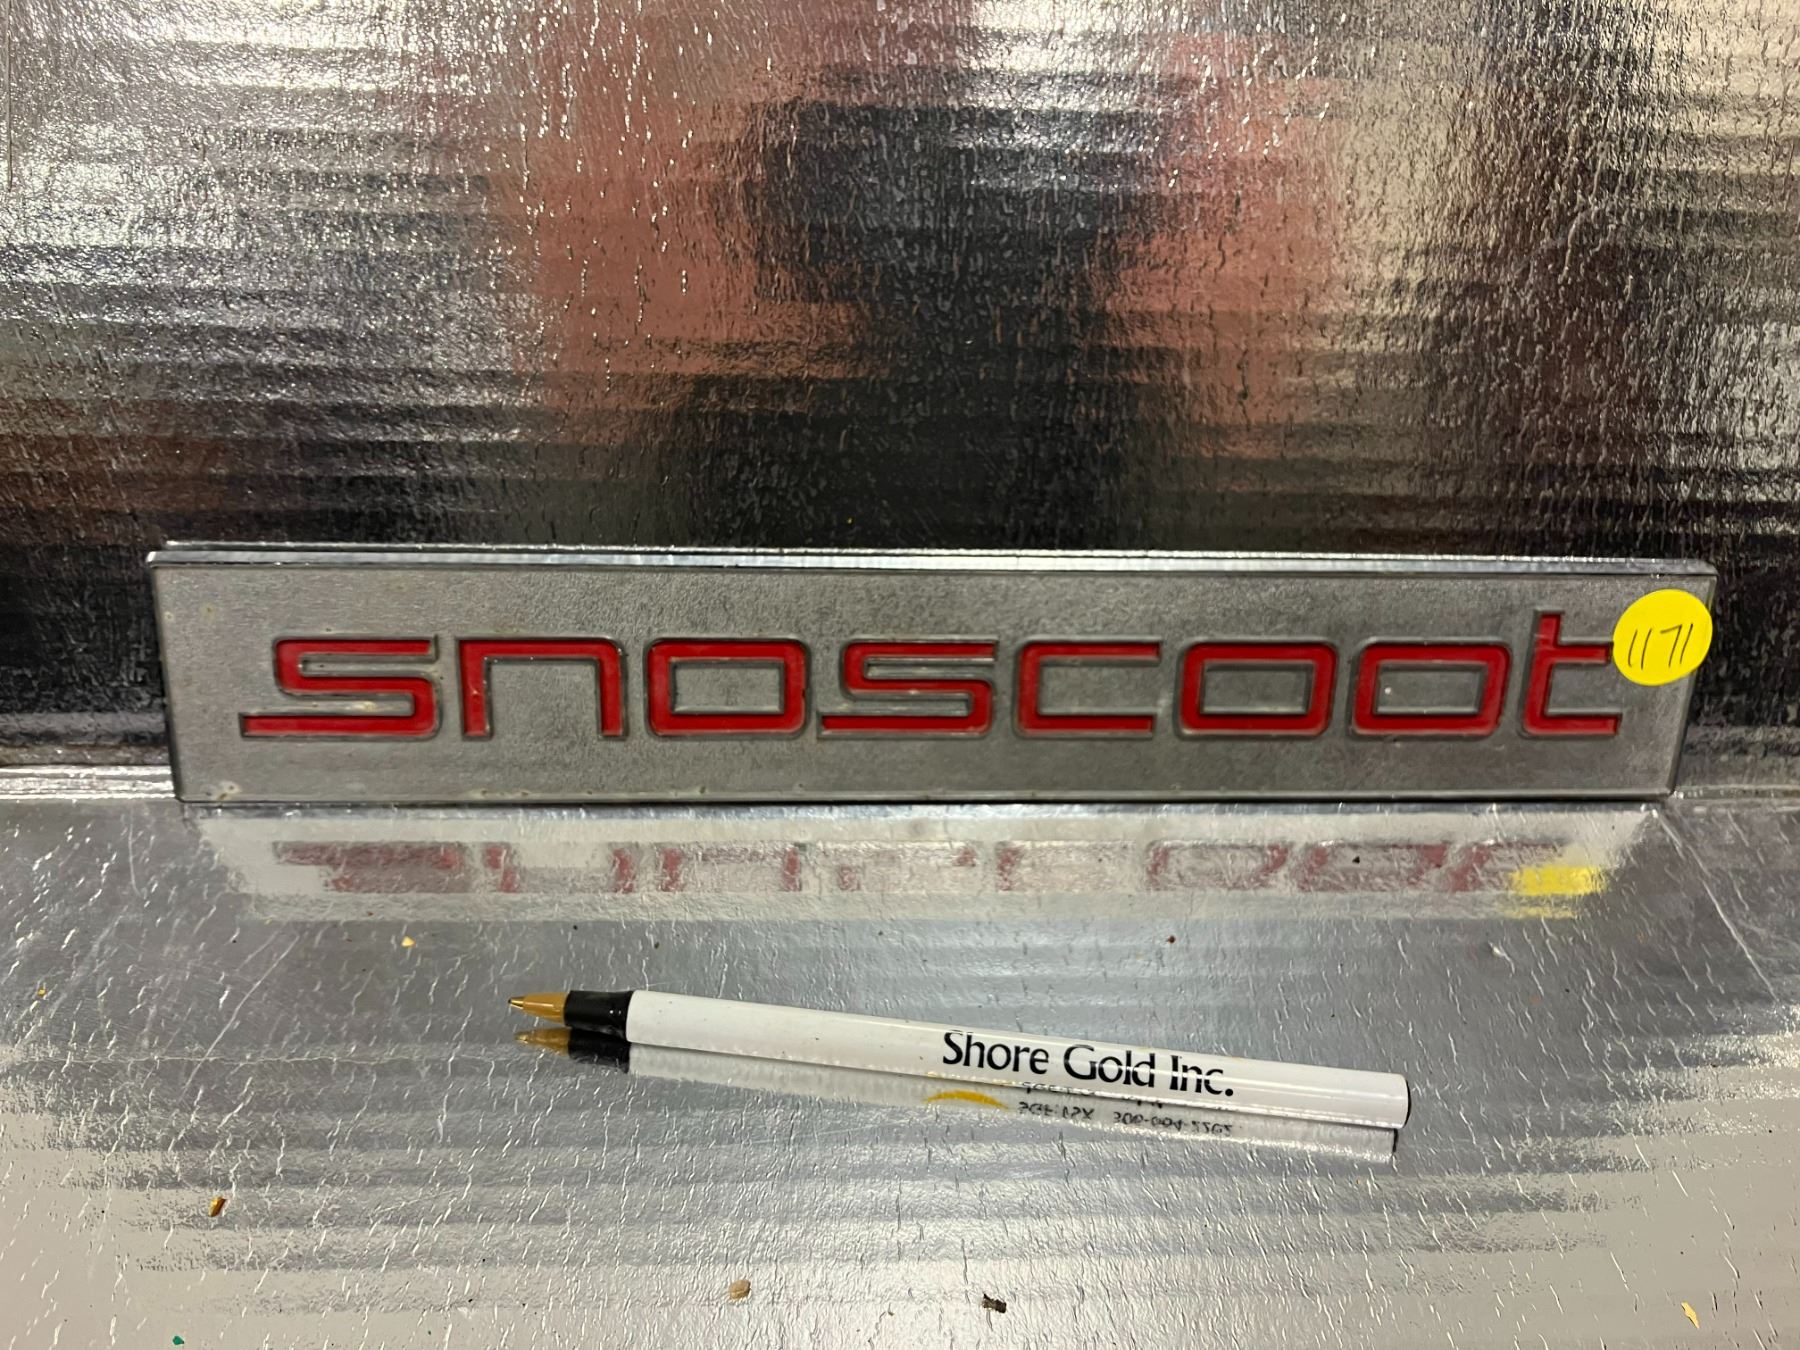 snoscoot
1171
Shore Gold Inc.